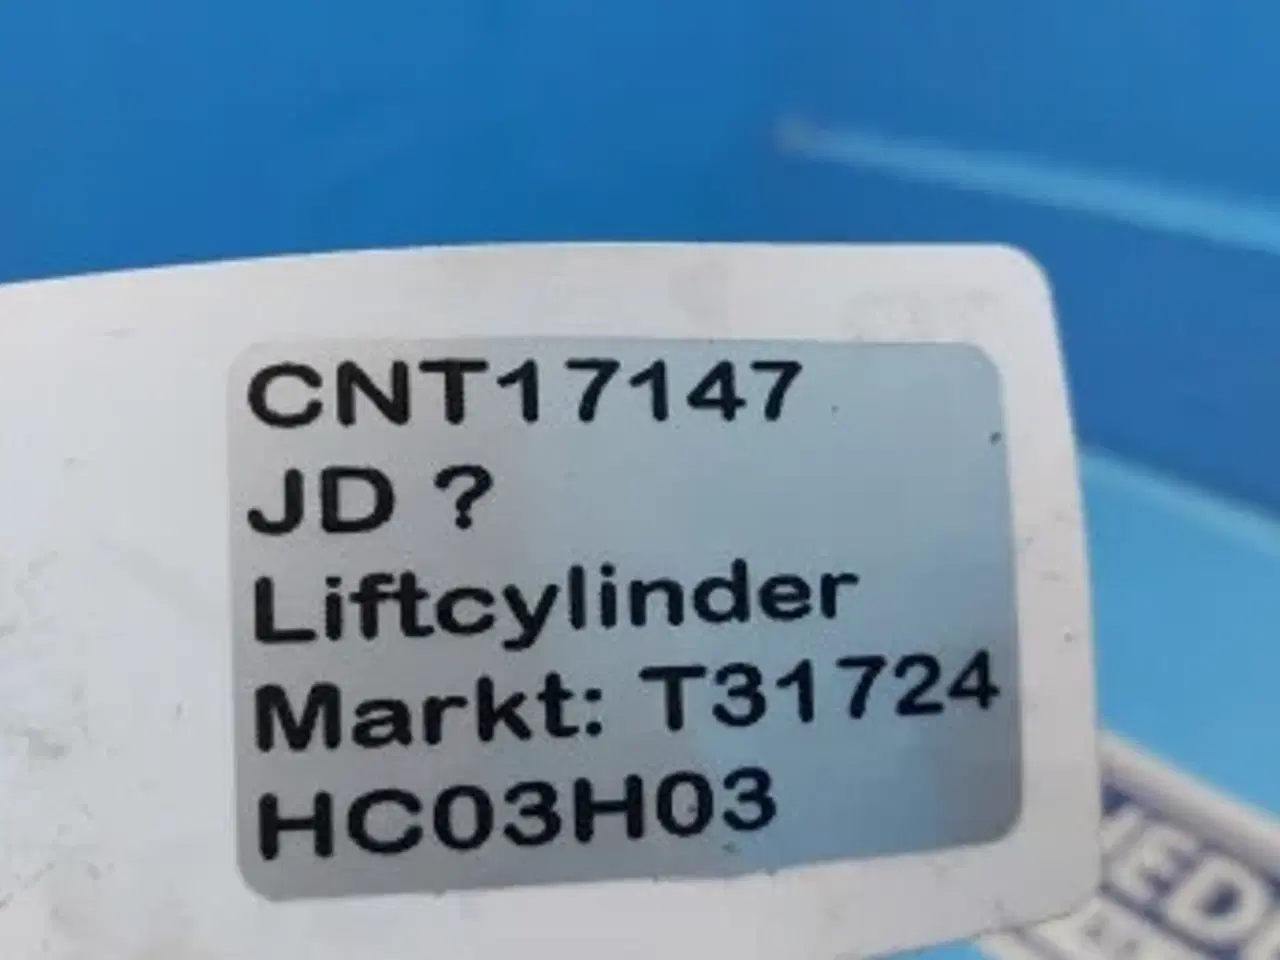 CNT17147
JD ?
Liftcylinder
Markt: T31724
HC03H03